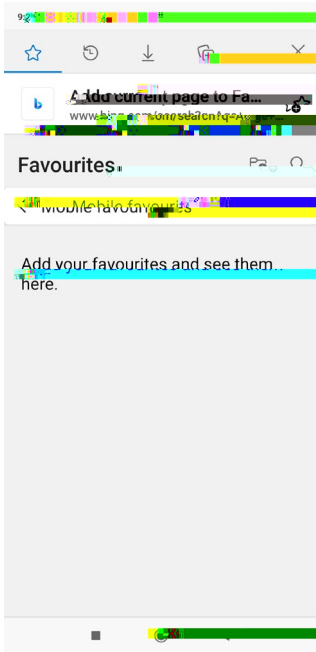 Add current page to Fa...
Favourites
Mobile favourites
Add your favourites and see them
here.